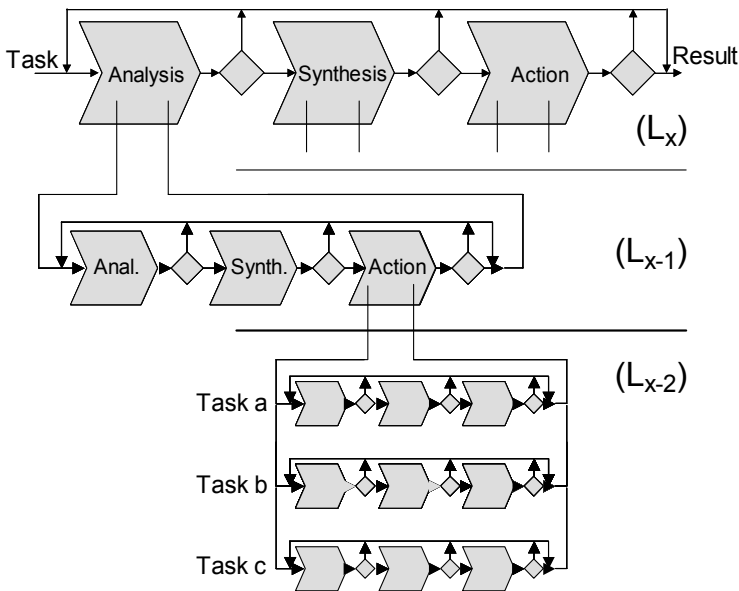 Task
Analysis
Synthesis
Action
Result
(Lx)
Anal.
Synth.
Action
(Lx-1)
(Lx-2)
Task a
Task b
Task c